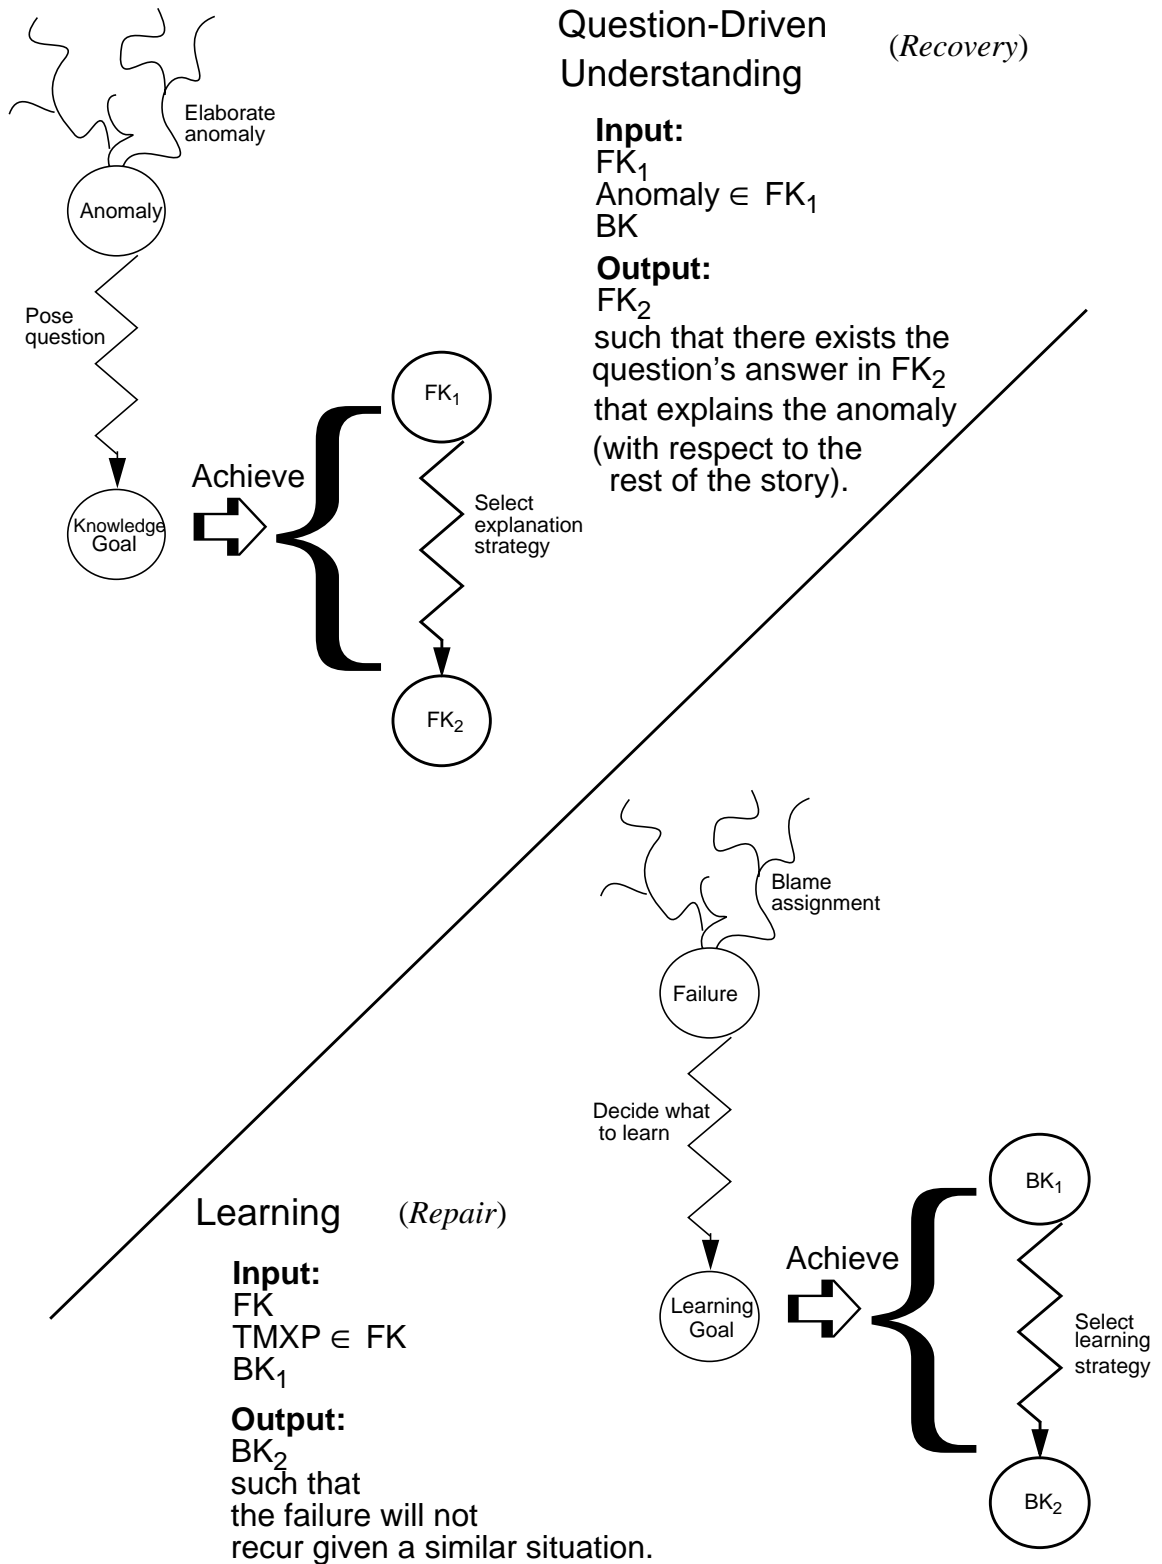 Question-Driven (Recovery)
Understanding
Input:
FK1
Anomaly ∈ FK1
BK
Output:
FK2
such that there exists the
question’s answer in FK2
that explains the anomaly
(with respect to the
rest of the story).
Elaborate
anomaly
Anomaly
Pose
question
Knowledge
Goal
Achieve
FK1
Select
explanation
strategy
FK2
Blame
assignment
Failure
Decide what
to learn
Learning
Goal
Achieve
BK1
Select
learning
strategy
BK2
Learning (Repair)
Input:
FK
TMXP ∈ FK
BK1
Output:
BK2
such that
the failure will not
recur given a similar situation.